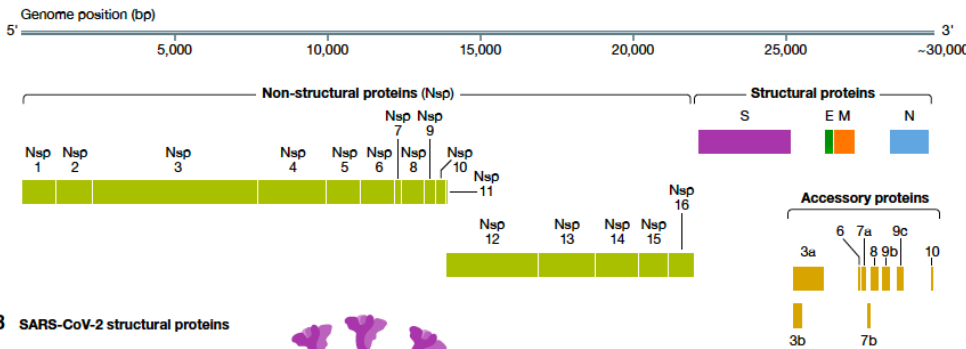 Genome position (bp)
5' 3'
5,000 10,000 15,000 20,000 25,000 ~30,000
Non-structural proteins (Nsp) Structural proteins
S E M N
Nsp 7 Nsp 9
Nsp 1 Nsp 2 Nsp 3 Nsp 4 Nsp 5 Nsp 6 Nsp 8 Nsp 10
Nsp 11
Nsp 16
Nsp 12 Nsp 13 Nsp 14 Nsp 15
Accessory proteins
6 7a 9c
3a 8 9b 10
3b 7b
B SARS-CoV-2 structural proteins